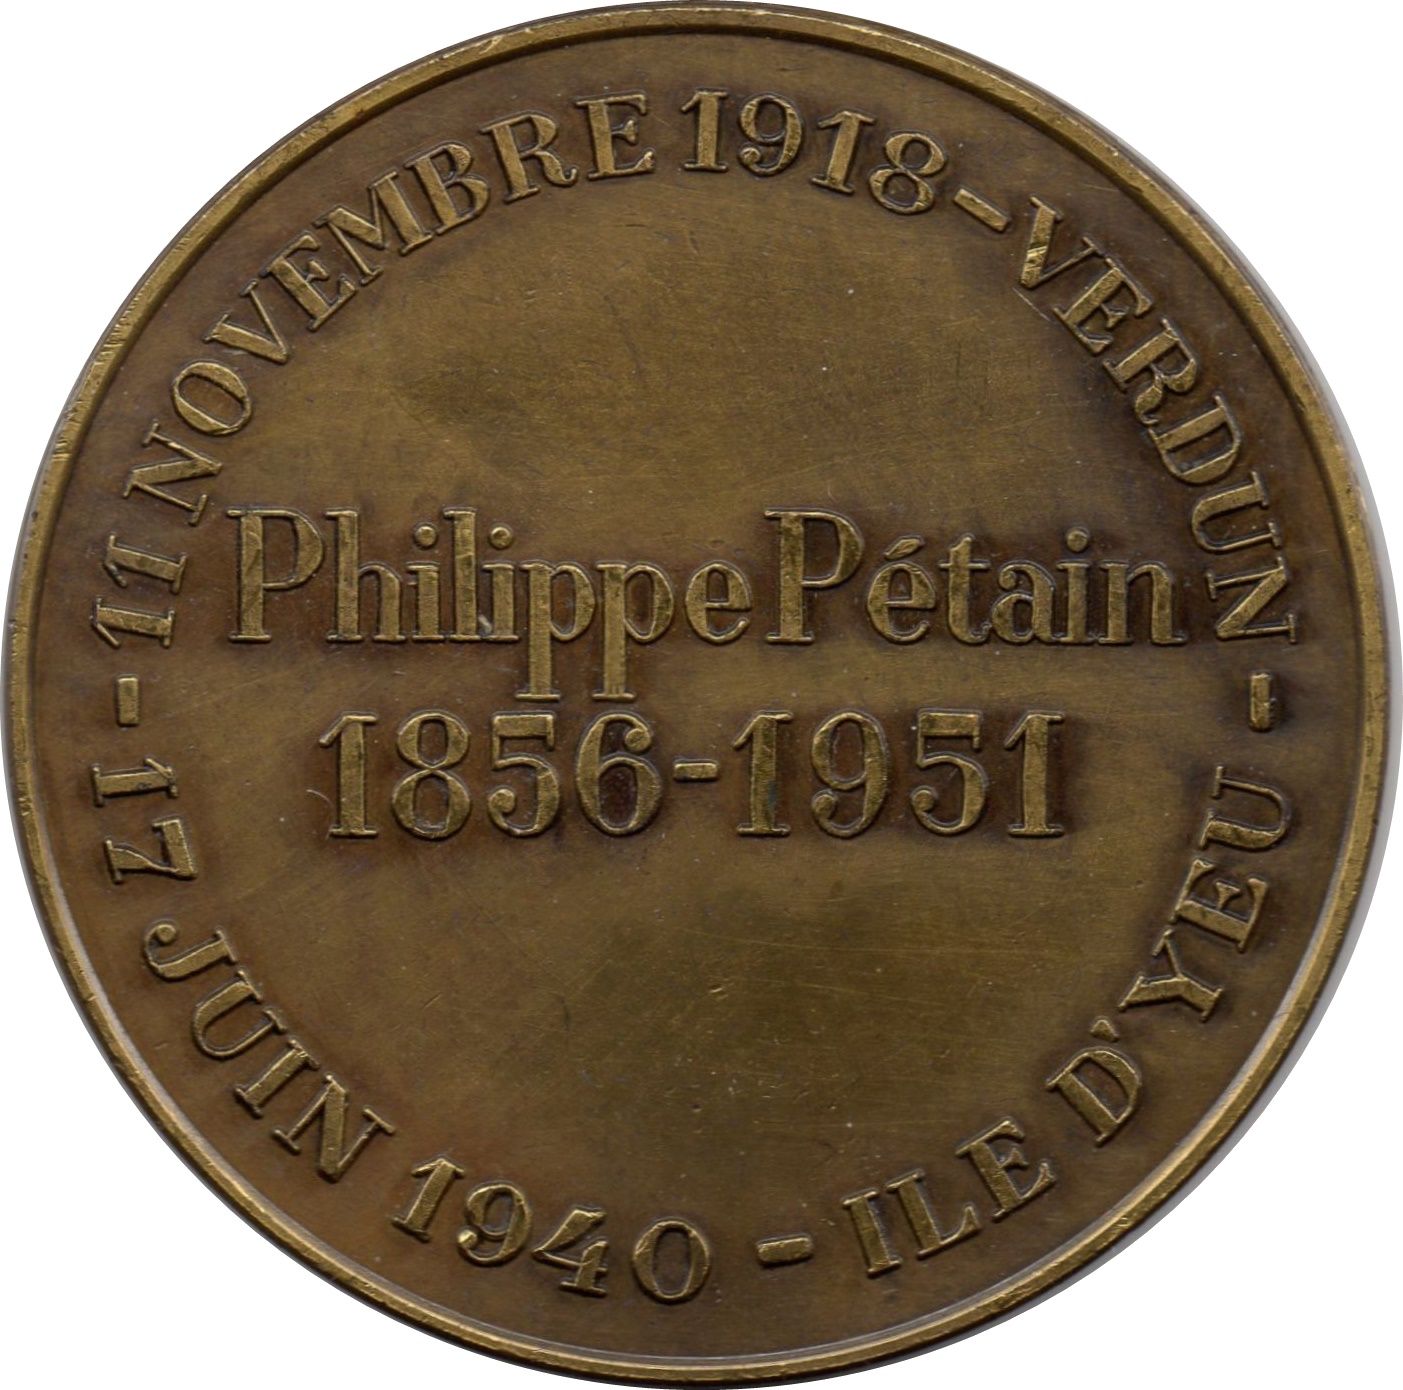 11 NOVEMBRE 1918 - VERDUN - ILE D'YEU - 17 JUIN 1940 -
Philippe Pétain
1856-1951